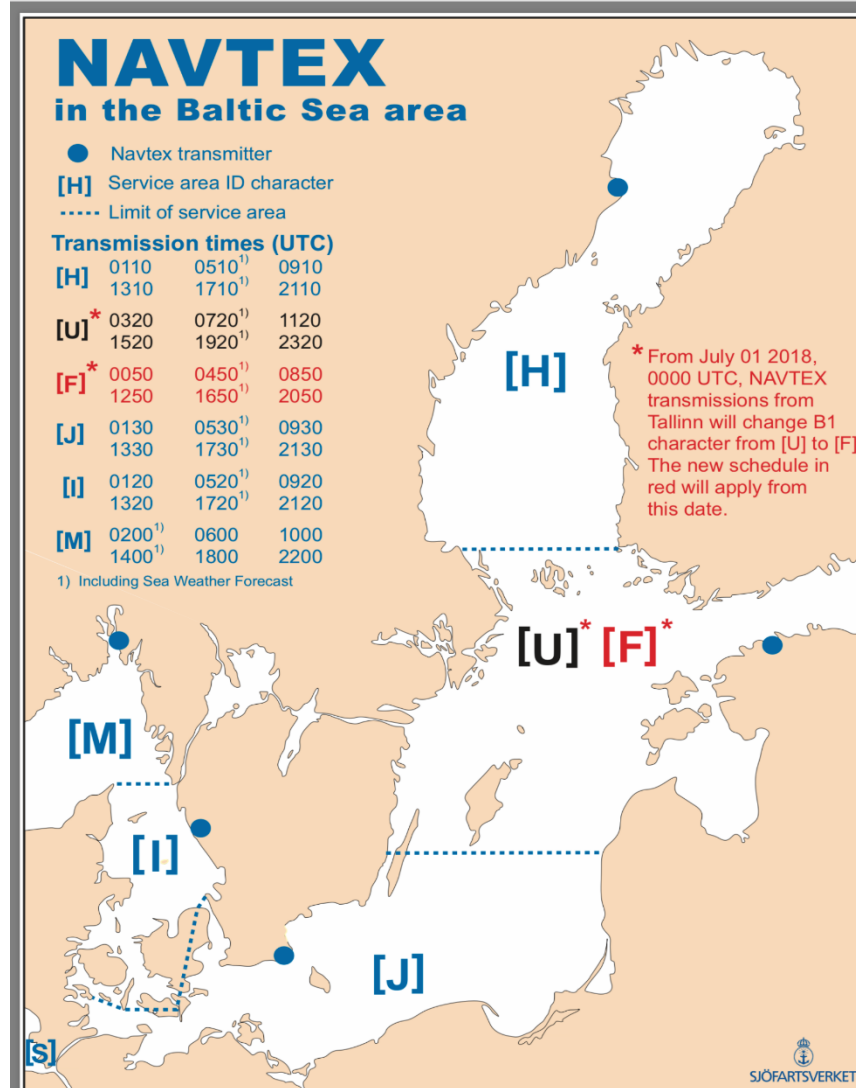 NAVTEX
in the Baltic Sea area
Navtex transmitter
[H] Service area ID character
Limit of service area
Transmission times (UTC)
[H] 0110 0510¹⁾ 0910
1310 1710¹⁾ 2110
[U]* 0320 0720¹⁾ 1120
1520 1920¹⁾ 2320
[F]* 0050 0450¹⁾ 0850
1250 1650¹⁾ 2050
[J] 0130 0530¹⁾ 0930
1330 1730¹⁾ 2130
[I] 0120 0520¹⁾ 0920
1320 1720¹⁾ 2120
[M] 0200¹⁾ 0600 1000
1400¹⁾ 1800 2200
1) Including Sea Weather Forecast
[H]
* From July 01 2018,
0000 UTC, NAVTEX
transmissions from
Tallinn will change B1
character from [U] to [F]
The new schedule in
red will apply from
this date.
[U]* [F]*
[M]
[I]
[J]
[S]
SJÖFARTSVERKET